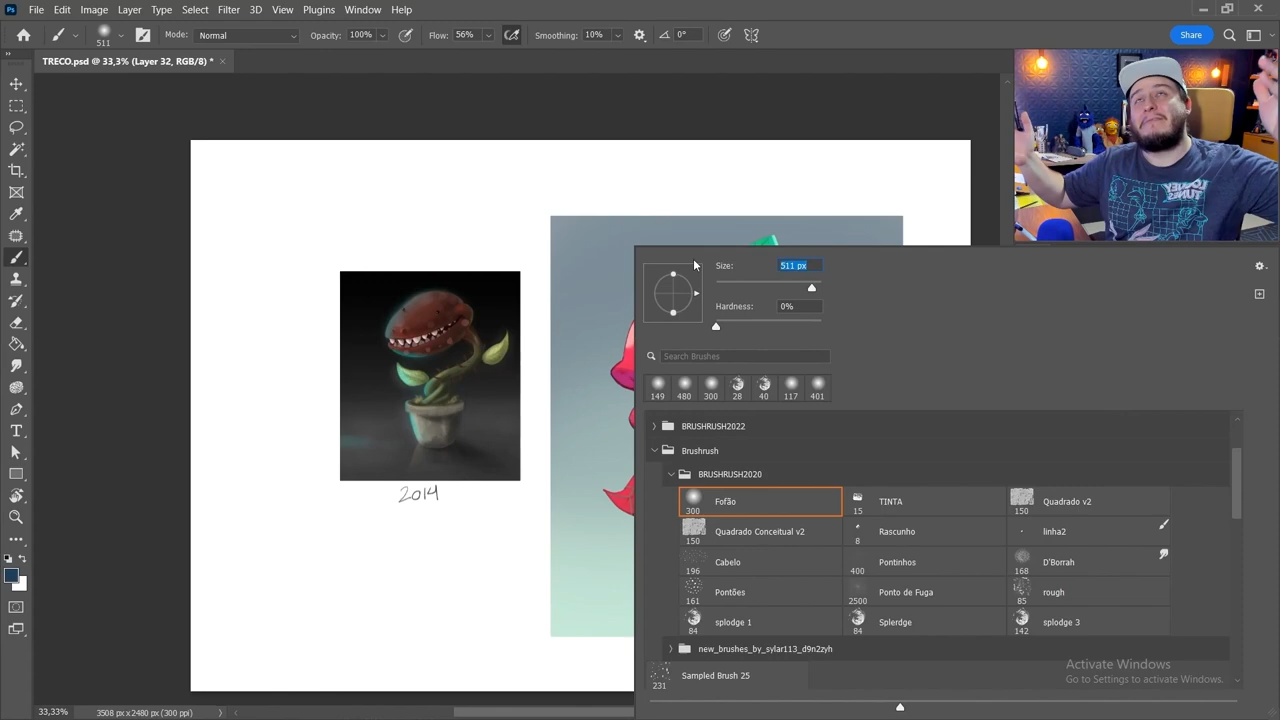 Ps File Edit Image Layer Type Select Filter 3D View Plugins Window Help
511 Mode: Normal Opacity: 100% Flow: 56% Smoothing: 10% 0° Share
TRECO.psd @ 33,3% (Layer 32, RGB/8) * ×
2014
Size: 511 px
Hardness: 0%
Search Brushes
149 480 300 28 40 117 401
BRUSHRUSH2022
Brushrush
BRUSHRUSH2020
300 Fofão 15 TINTA 150 Quadrado v2
150 Quadrado Conceitual v2 8 Rascunho linha2
196 Cabelo 400 Pontinhos 168 D'Borrah
161 Pontões 2500 Ponto de Fuga 85 rough
84 splodge 1 84 Splerdge 142 splodge 3
new_brushes_by_sylar113_d9n2zyh
231 Sampled Brush 25
Activate Windows
Go to Settings to activate Windows.
33,33% 3508 px x 2480 px (300 ppi)